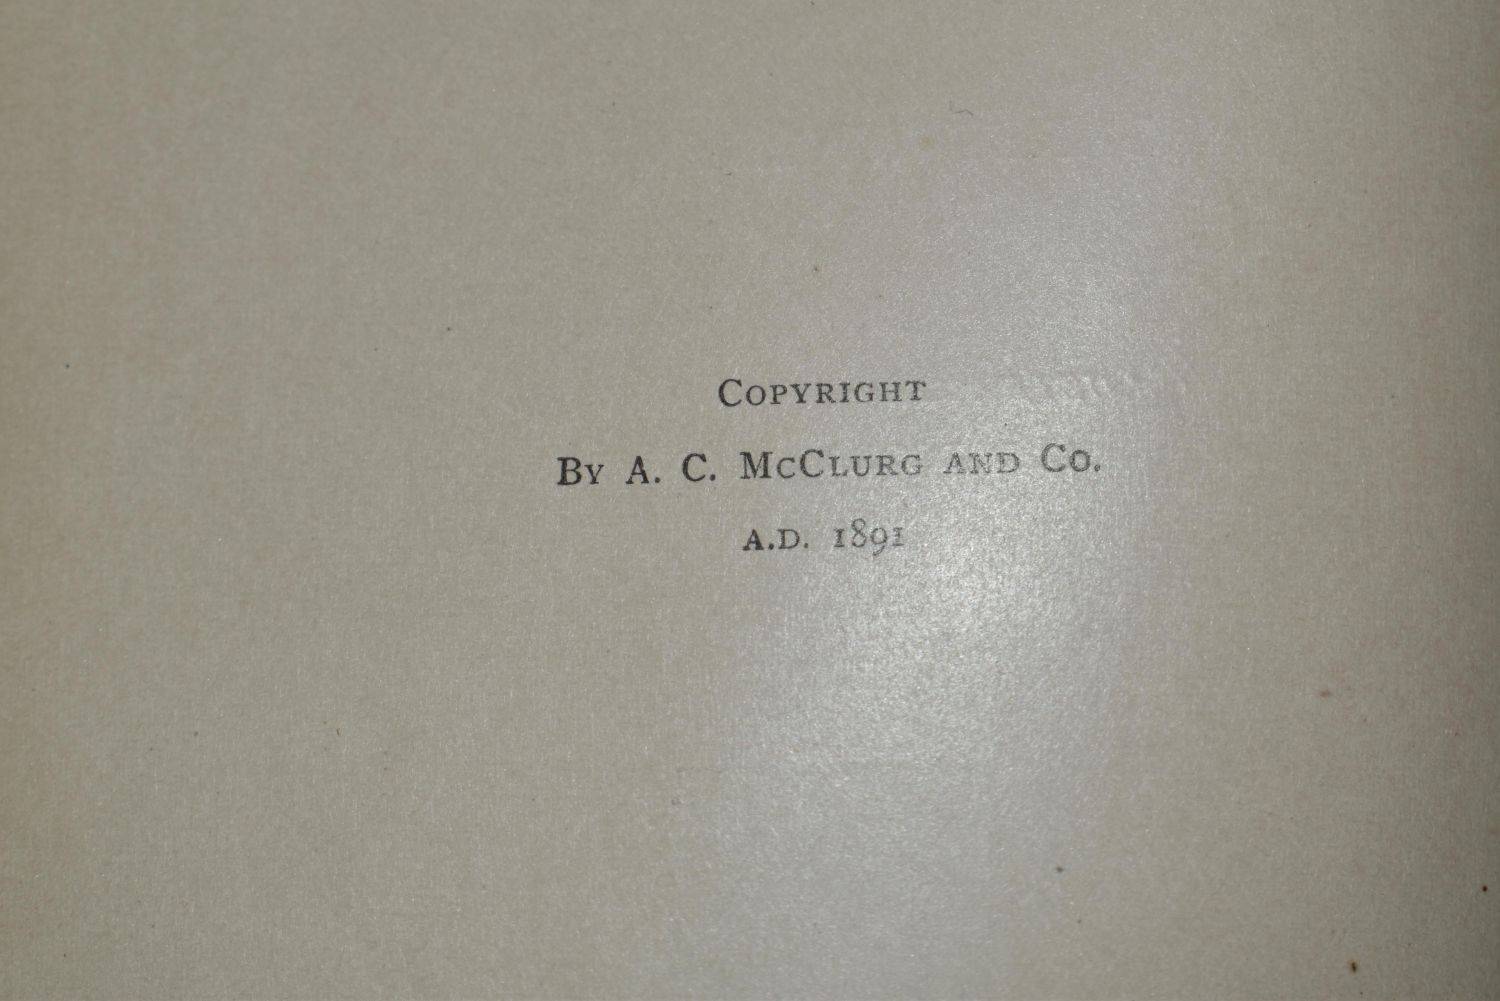 Copyright
By A. C. McClurg and Co.
A.D. 1891